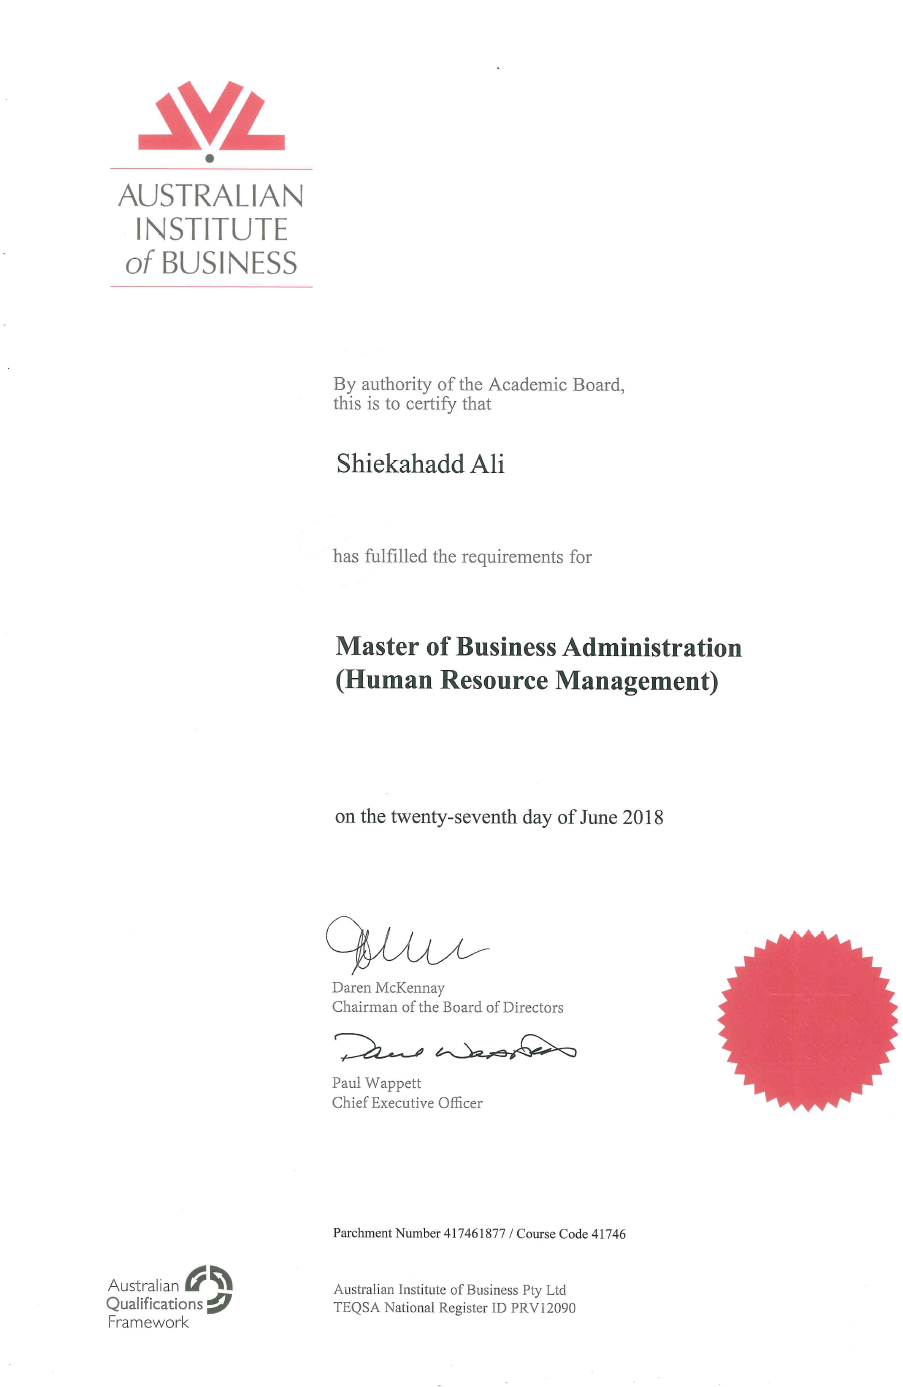 AUSTRALIAN
INSTITUTE
of BUSINESS
By authority of the Academic Board,
this is to certify that
Shiekahadd Ali
has fulfilled the requirements for
Master of Business Administration
(Human Resource Management)
on the twenty-seventh day of June 2018
Daren McKennay
Chairman of the Board of Directors
Paul Wappett
Chief Executive Officer
Parchment Number 417461877 / Course Code 41746
Australian
Qualifications
Framework
Australian Institute of Business Pty Ltd
TEQSA National Register ID PRV12090